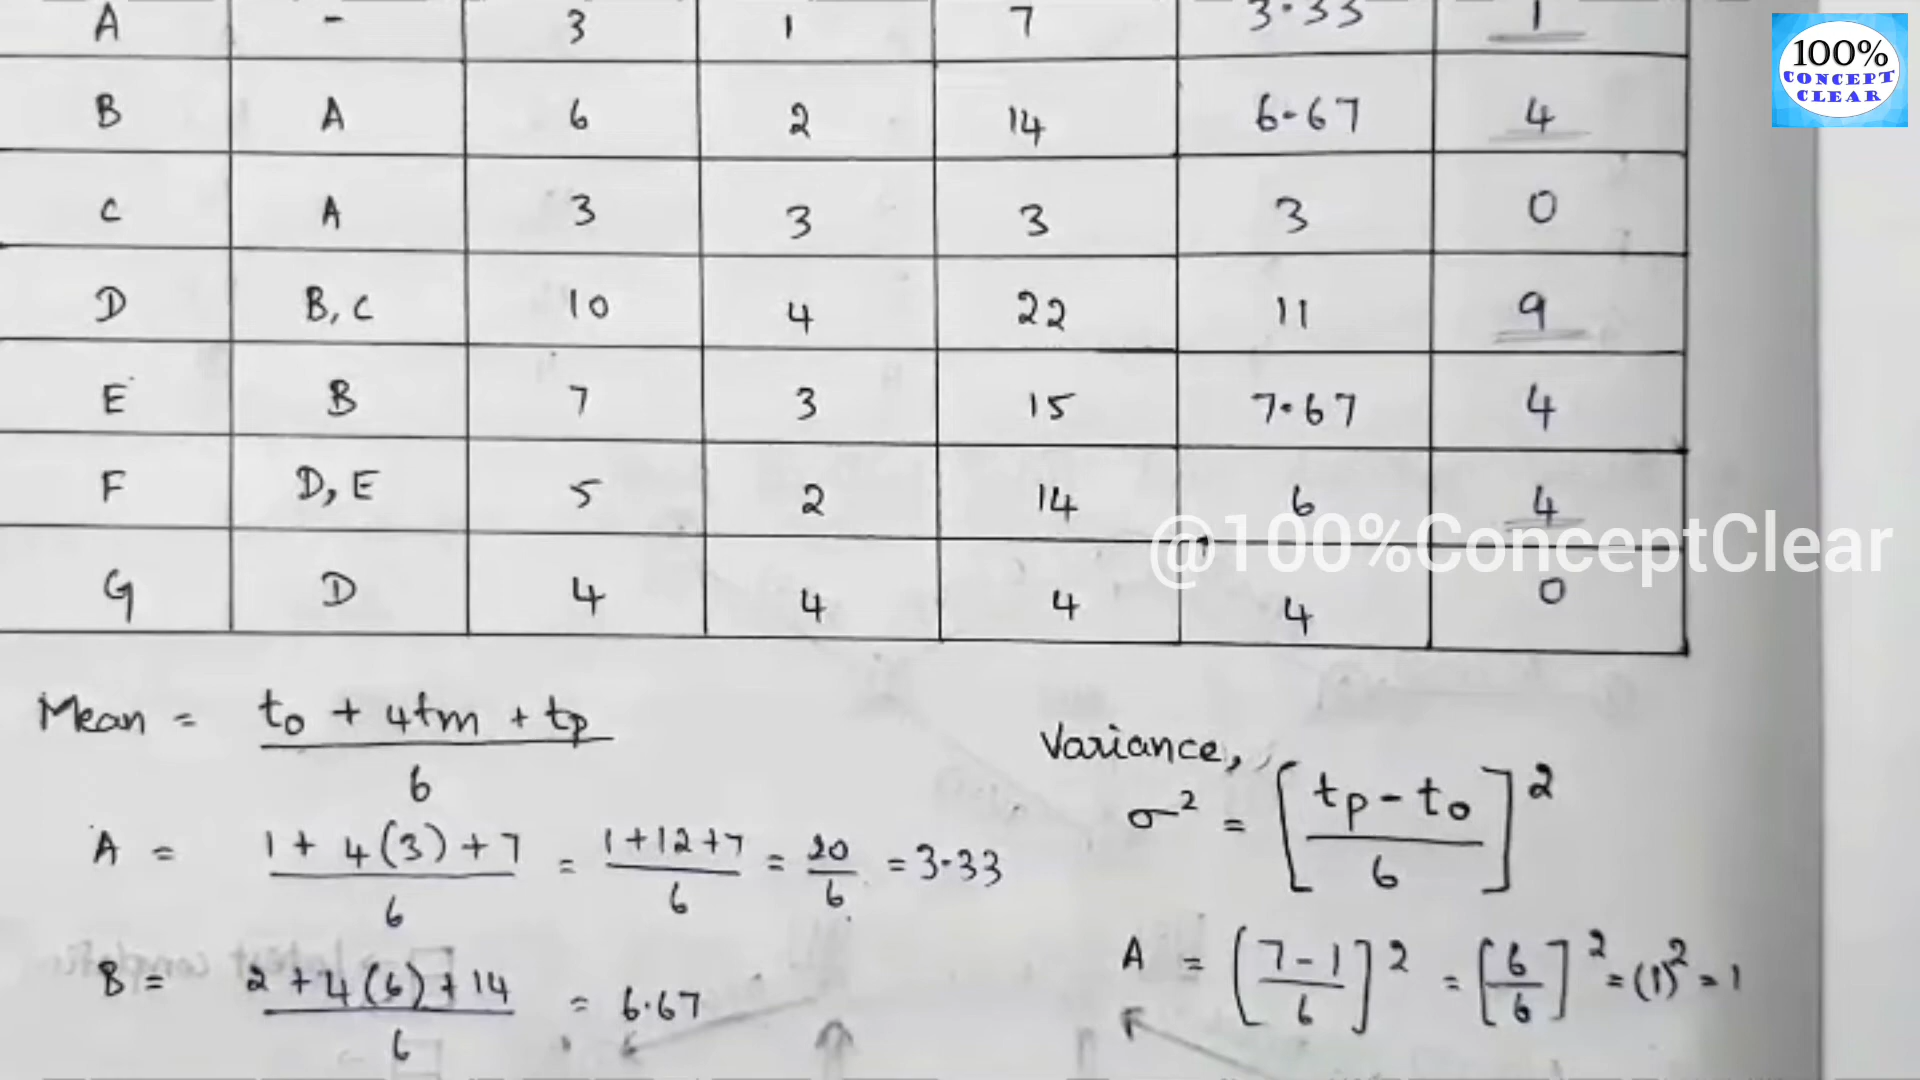 A - 3 1 7 3.33 1
B A 6 2 14 6.67 4
C A 3 3 3 3 0
D B, C 10 4 22 11 9
E B 7 3 15 7.67 4
F D, E 5 2 14 6 4
G D 4 4 4 4 0
Mean = to + 4tm + tp / 6
A = 1 + 4(3) + 7 / 6 = 1+12+7 / 6 = 20 / 6 = 3.33
B = 2 + 4(6) + 14 / 6 = 6.67
Variance,
σ² = [tp - to / 6]²
A = (7-1 / 6]² = [6 / 6]² = (1)² = 1
100%
CONCEPT
CLEAR
@100%ConceptClear